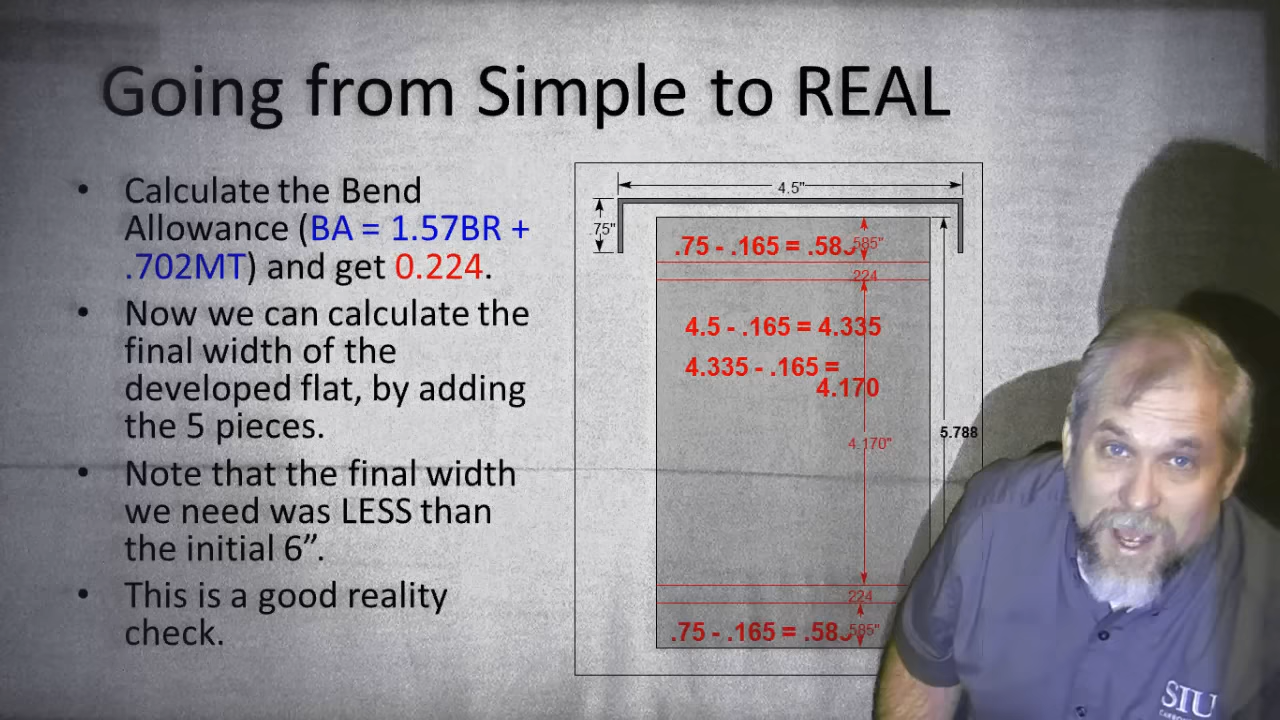 Going from Simple to REAL
• Calculate the Bend
Allowance (BA = 1.57BR +
.702MT) and get 0.224.
• Now we can calculate the
final width of the
developed flat, by adding
the 5 pieces.
• Note that the final width
we need was LESS than
the initial 6”.
• This is a good reality
check.
4.5"
.75"
.75 - .165 = .585
.585"
.224
4.5 - .165 = 4.335
4.335 - .165 =
4.170
5.788
4.170"
.224
.75 - .165 = .585
.585"
SIU